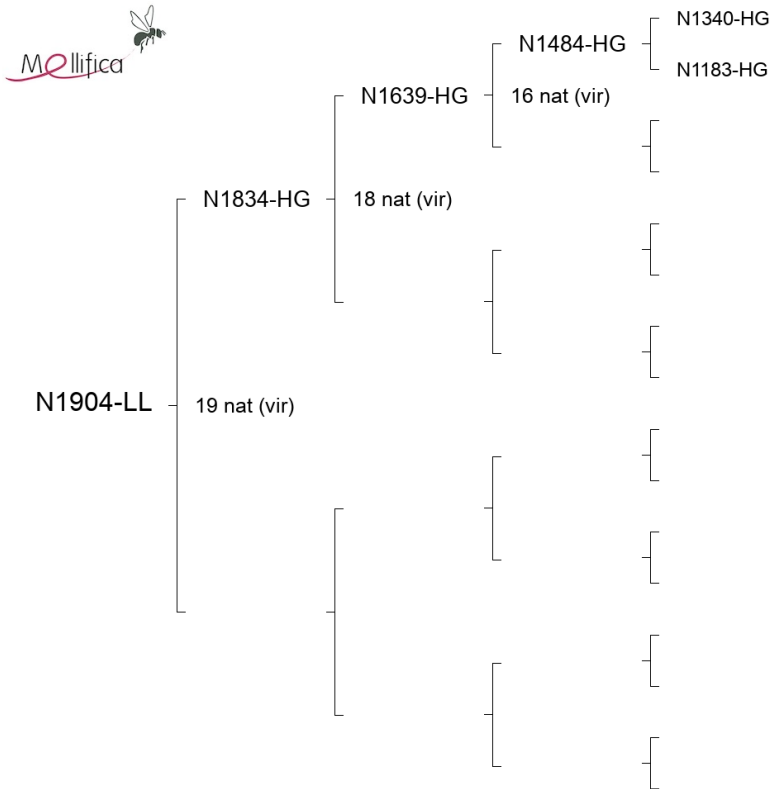 N1340-HG
N1484-HG
Mellifica
N1183-HG
N1639-HG
16 nat (vir)
N1834-HG
18 nat (vir)
N1904-LL
19 nat (vir)